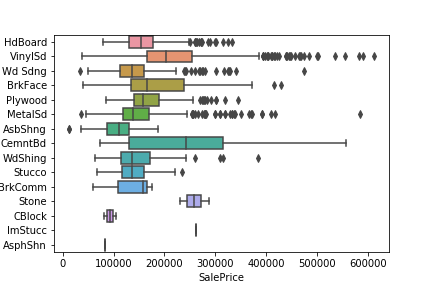 HdBoard
VinylSd
Wd Sdng
BrkFace
Plywood
MetalSd
AsbShng
CemntBd
WdShing
Stucco
BrkComm
Stone
CBlock
ImStucc
AsphShn
0 100000 200000 300000 400000 500000 600000
SalePrice